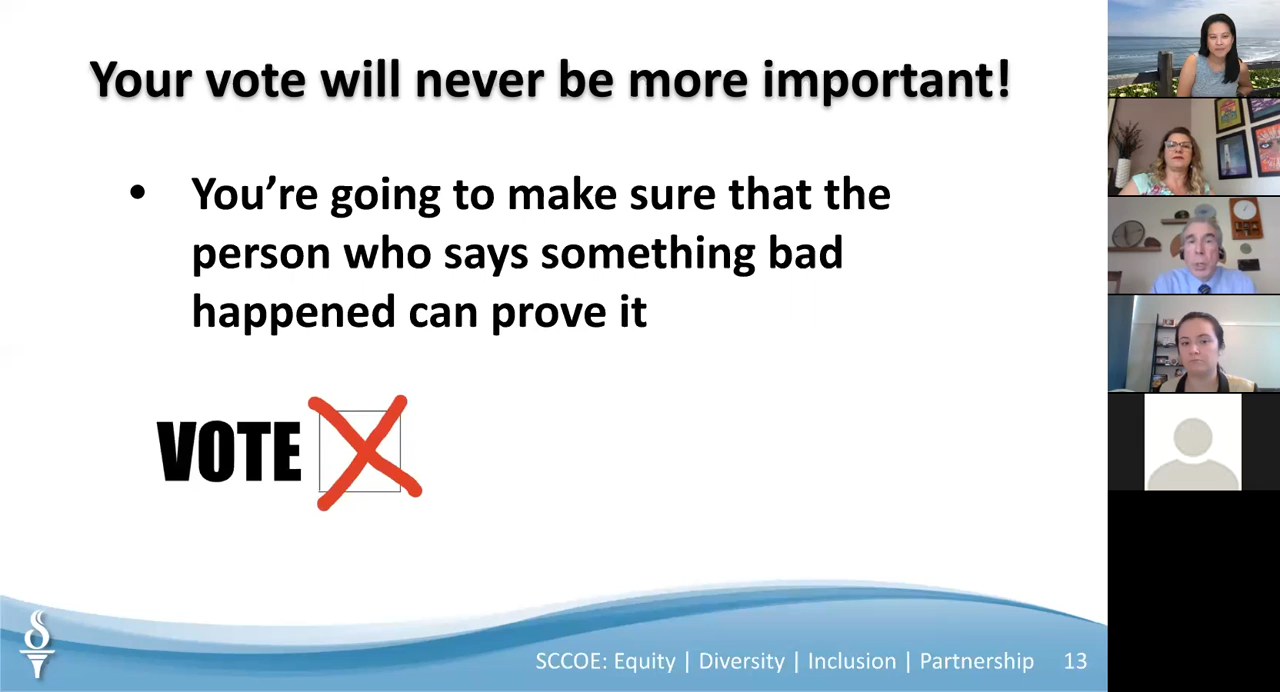 Your vote will never be more important!
• You’re going to make sure that the
person who says something bad
happened can prove it
VOTE
SCCOE: Equity | Diversity | Inclusion | Partnership 13